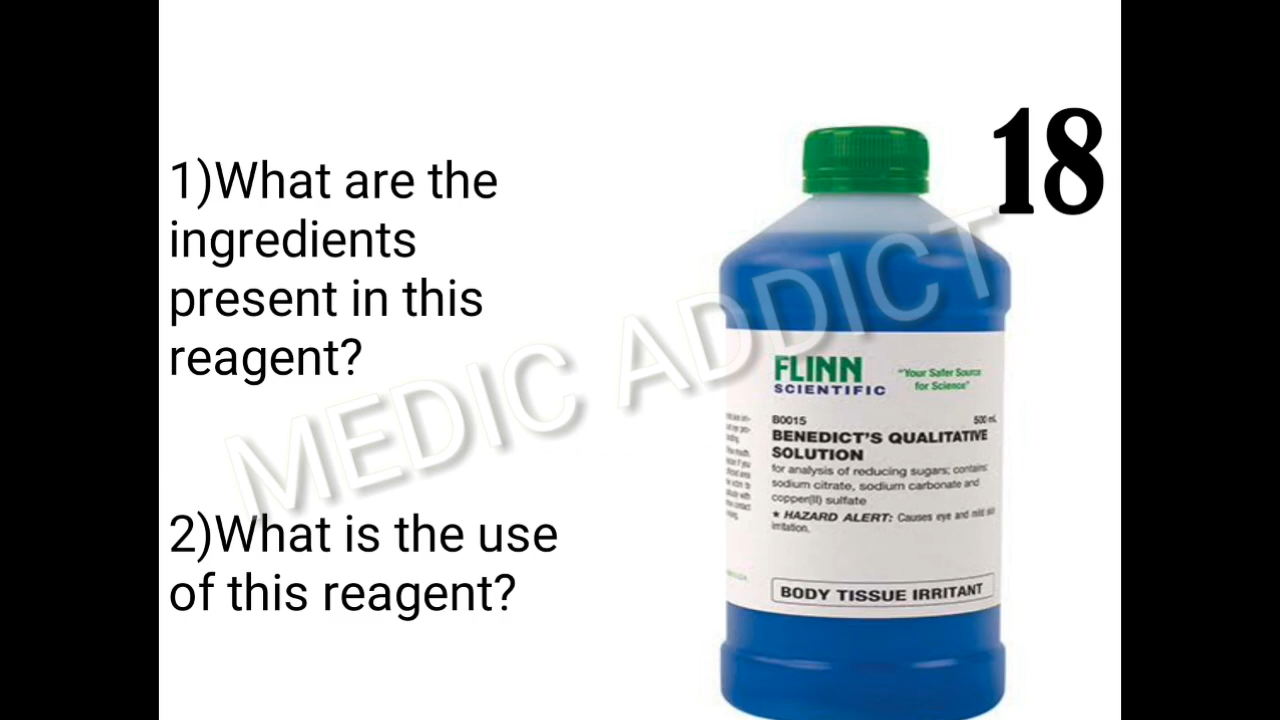 18
1)What are the
ingredients
present in this
reagent?
2)What is the use
of this reagent?
MEDIC ADDICT
FLINN
SCIENTIFIC
"Your Safer Source
for Science"
B0015 500 mL
BENEDICT'S QUALITATIVE
SOLUTION
for analysis of reducing sugars; contains:
sodium citrate, sodium carbonate and
copper(II) sulfate
★ HAZARD ALERT: Causes eye and mild skin
irritation.
BODY TISSUE IRRITANT